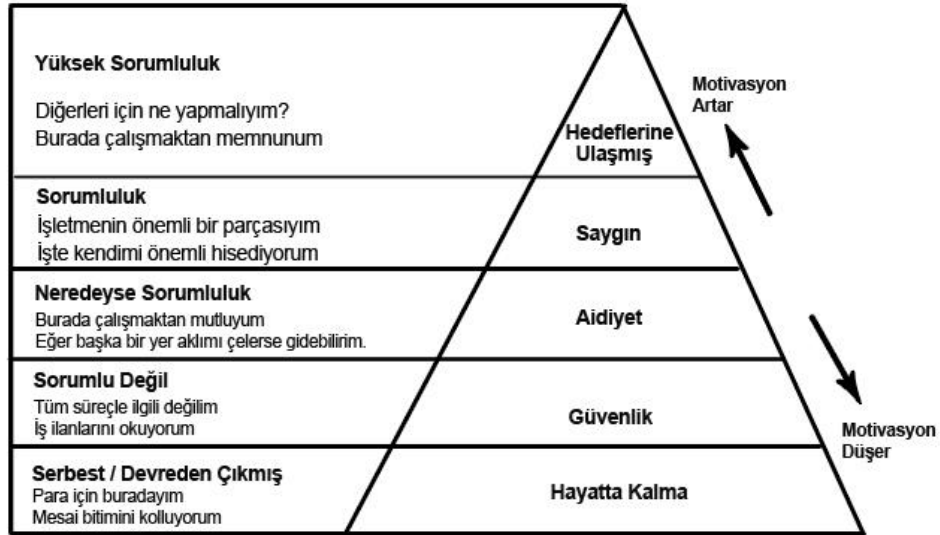 Yüksek Sorumluluk
Diğerleri için ne yapmalıyım?
Burada çalışmaktan memnunum
Hedeflerine
Ulaşmış
Motivasyon
Artar
Sorumluluk
İşletmenin önemli bir parçasıyım
İşte kendimi önemli hisediyorum
Saygın
Neredeyse Sorumluluk
Burada çalışmaktan mutluyum
Eğer başka bir yer aklımı çelerse gidebilirim.
Aidiyet
Sorumlu Değil
Tüm süreçle ilgili değilim
İş ilanlarını okuyorum
Güvenlik
Motivasyon
Düşer
Serbest / Devreden Çıkmış
Para için buradayım
Mesai bitimini kolluyorum
Hayatta Kalma